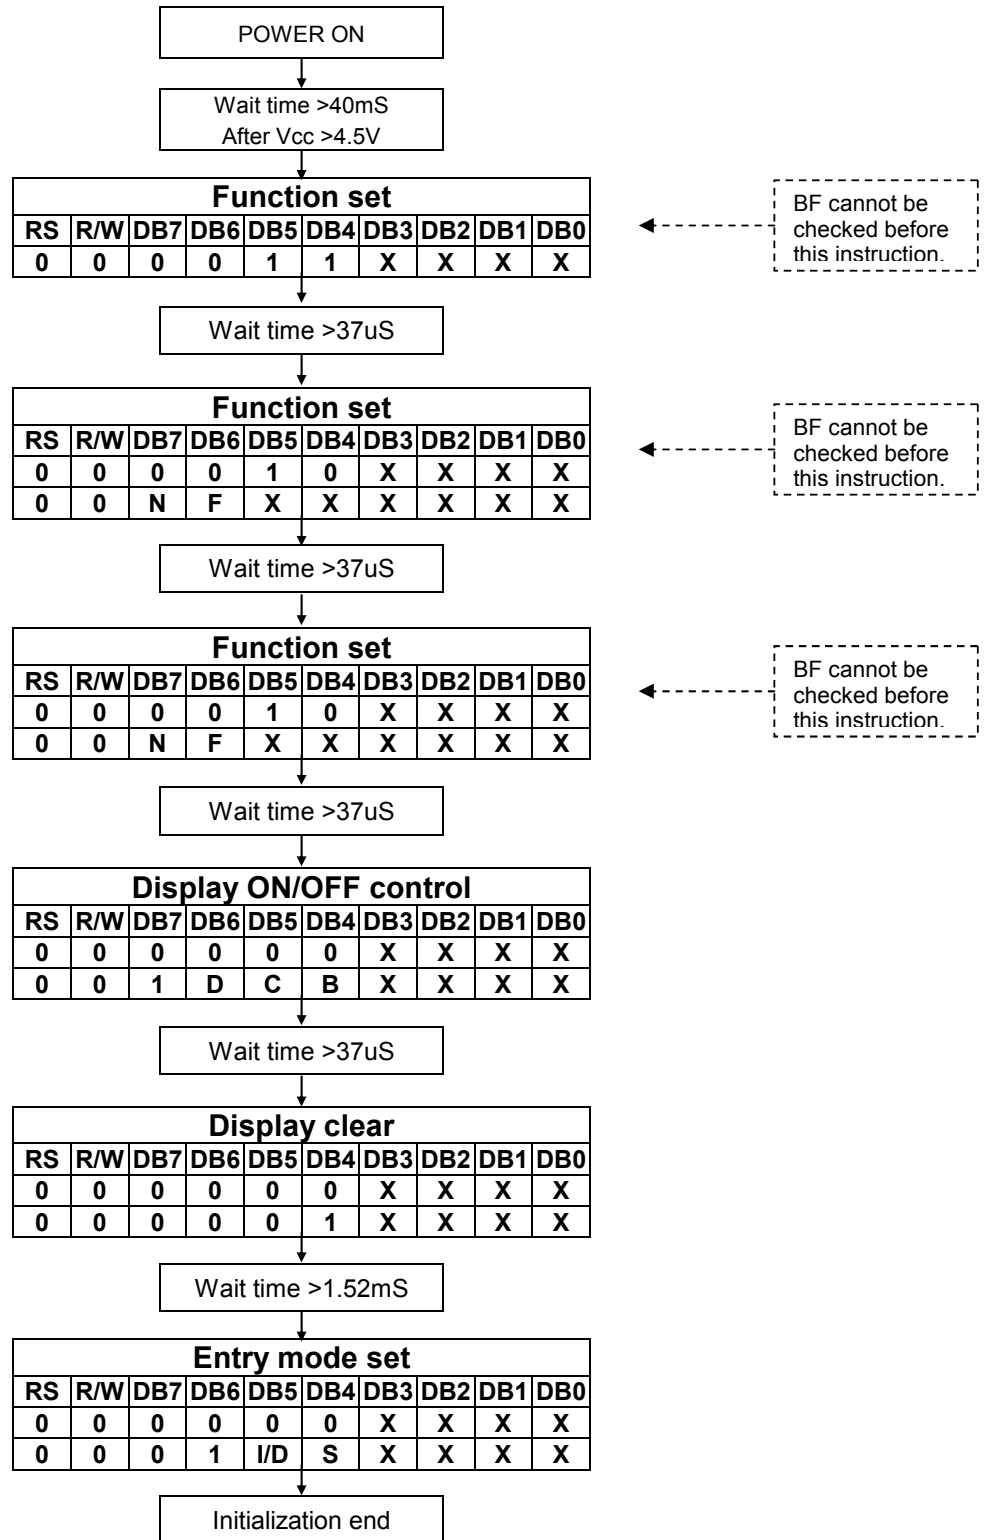 POWER ON
Wait time >40mS
After Vcc >4.5V
Function set
RS R/W DB7 DB6 DB5 DB4 DB3 DB2 DB1 DB0
0 0 0 0 1 1 X X X X
BF cannot be
checked before
this instruction.
Wait time >37uS
Function set
RS R/W DB7 DB6 DB5 DB4 DB3 DB2 DB1 DB0
0 0 0 0 1 0 X X X X
0 0 N F X X X X X X
BF cannot be
checked before
this instruction.
Wait time >37uS
Function set
RS R/W DB7 DB6 DB5 DB4 DB3 DB2 DB1 DB0
0 0 0 0 1 0 X X X X
0 0 N F X X X X X X
BF cannot be
checked before
this instruction.
Wait time >37uS
Display ON/OFF control
RS R/W DB7 DB6 DB5 DB4 DB3 DB2 DB1 DB0
0 0 0 0 0 0 X X X X
0 0 1 D C B X X X X
Wait time >37uS
Display clear
RS R/W DB7 DB6 DB5 DB4 DB3 DB2 DB1 DB0
0 0 0 0 0 0 X X X X
0 0 0 0 0 1 X X X X
Wait time >1.52mS
Entry mode set
RS R/W DB7 DB6 DB5 DB4 DB3 DB2 DB1 DB0
0 0 0 0 0 0 X X X X
0 0 0 1 I/D S X X X X
Initialization end